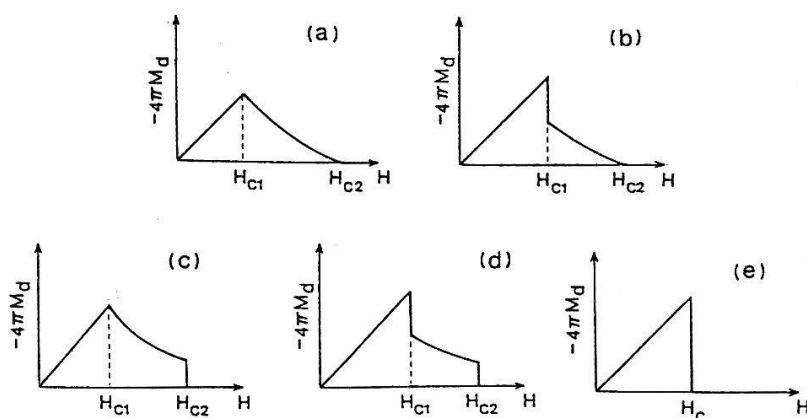 (a)
-4πM_d
H_C1 H_C2 H
(b)
-4πM_d
H_C1 H_C2 H
(c)
-4πM_d
H_C1 H_C2 H
(d)
-4πM_d
H_C1 H_C2 H
(e)
-4πM_d
H_C H